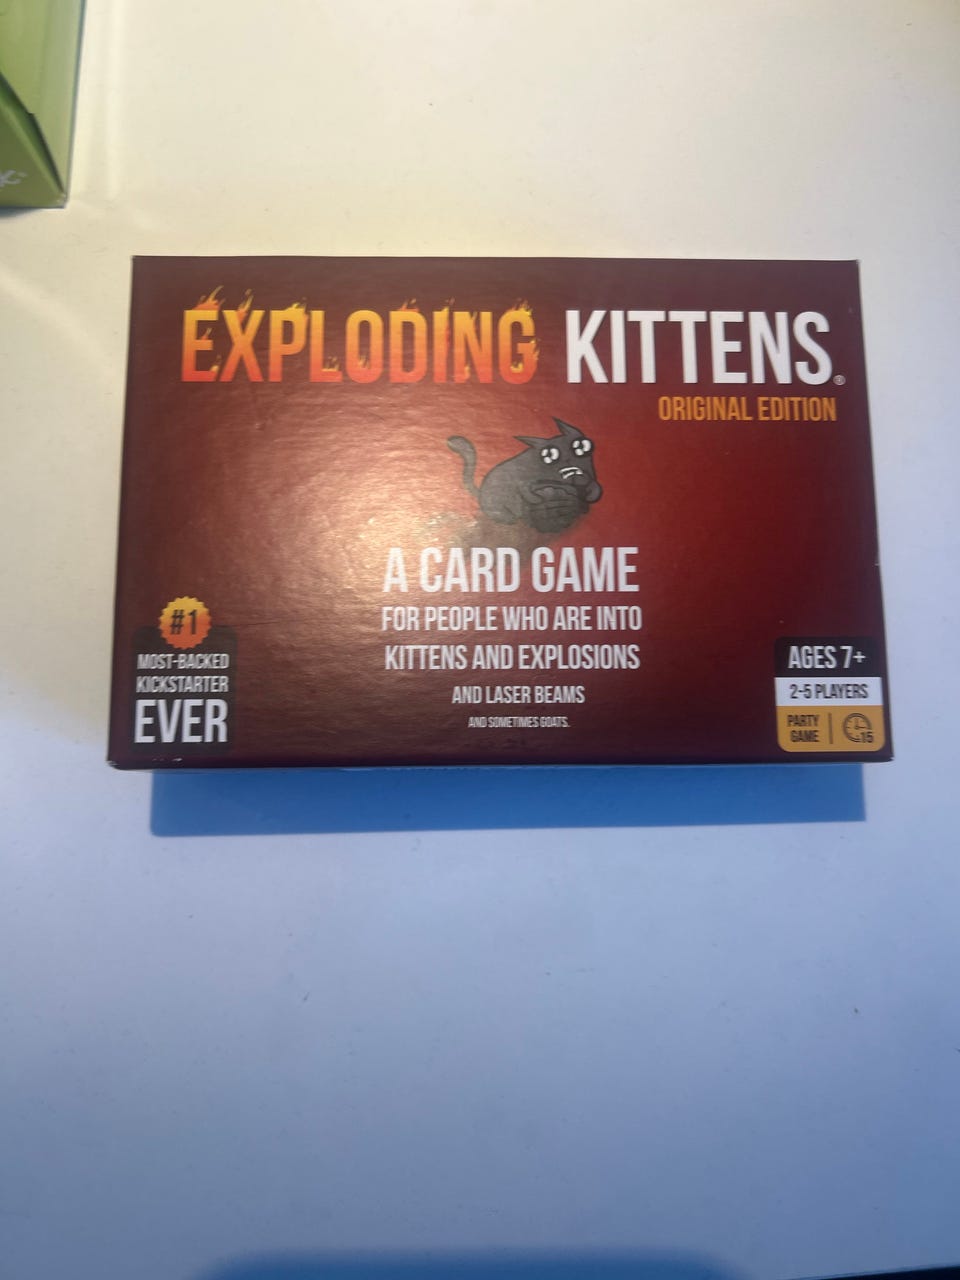 EXPLODING KITTENS®
ORIGINAL EDITION
A CARD GAME
FOR PEOPLE WHO ARE INTO
KITTENS AND EXPLOSIONS
AND LASER BEAMS
AND SOMETIMES GOATS.
#1
MOST-BACKED
KICKSTARTER
EVER
AGES 7+
2-5 PLAYERS
PARTY
GAME
15